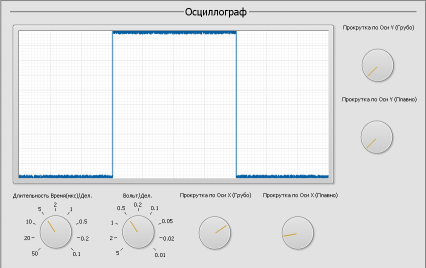 Осциллограф
Прокрутка по Оси Y (Грубо)
Прокрутка по Оси Y (Плавно)
Длительность Время(мкс)/Дел.
Вольт/Дел.
Прокрутка по Оси X (Грубо)
Прокрутка по Оси X (Плавно)
2
5
1
10
0.5
20
0.2
50
0.1
0.2
0.5
0.1
1
0.05
2
0.02
5
0.01